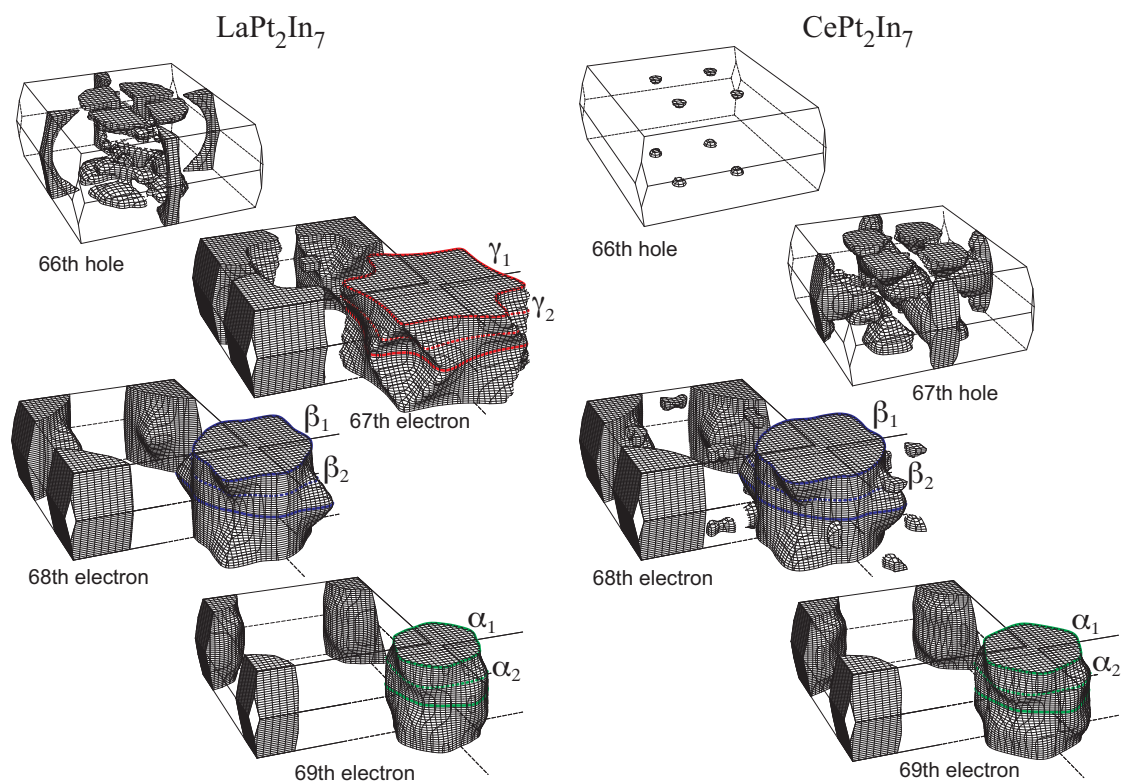 LaPt₂In₇
CePt₂In₇
66th hole
γ₁
γ₂
67th electron
β₁
β₂
68th electron
α₁
α₂
69th electron
66th hole
67th hole
β₁
β₂
68th electron
α₁
α₂
69th electron